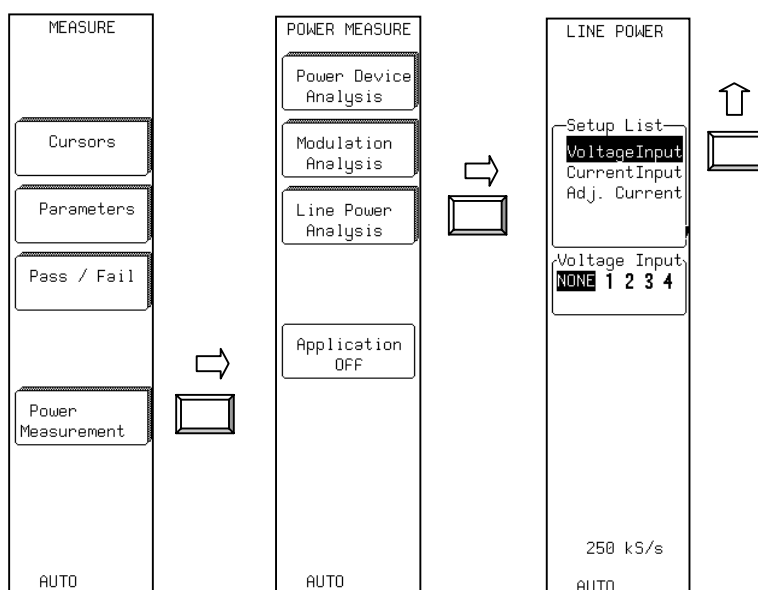 MEASURE
Cursors
Parameters
Pass / Fail
Power
Measurement
AUTO
POWER MEASURE
Power Device
Analysis
Modulation
Analysis
Line Power
Analysis
Application
OFF
AUTO
LINE POWER
Setup List
VoltageInput
CurrentInput
Adj. Current
Voltage Input
NONE 1 2 3 4
250 kS/s
AUTO